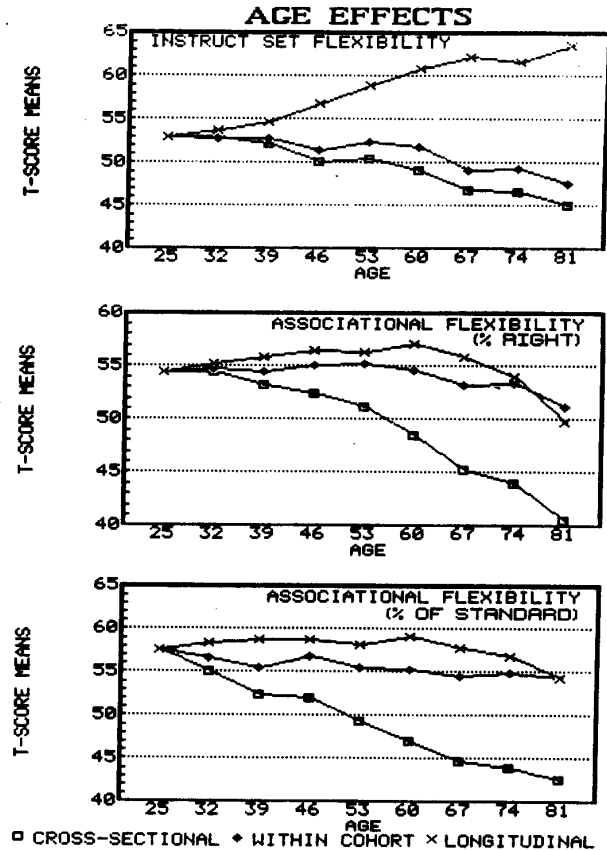 AGE EFFECTS
INSTRUCT SET FLEXIBILITY
T-SCORE MEANS
65
60
55
50
45
40
25 32 39 46 53 60 67 74 81
AGE
ASSOCIATIONAL FLEXIBILITY
(% RIGHT)
T-SCORE MEANS
60
55
50
45
40
25 32 39 46 53 60 67 74 81
AGE
ASSOCIATIONAL FLEXIBILITY
(% OF STANDARD)
T-SCORE MEANS
65
60
55
50
45
40
25 32 39 46 53 60 67 74 81
AGE
CROSS-SECTIONAL WITHIN COHORT LONGITUDINAL